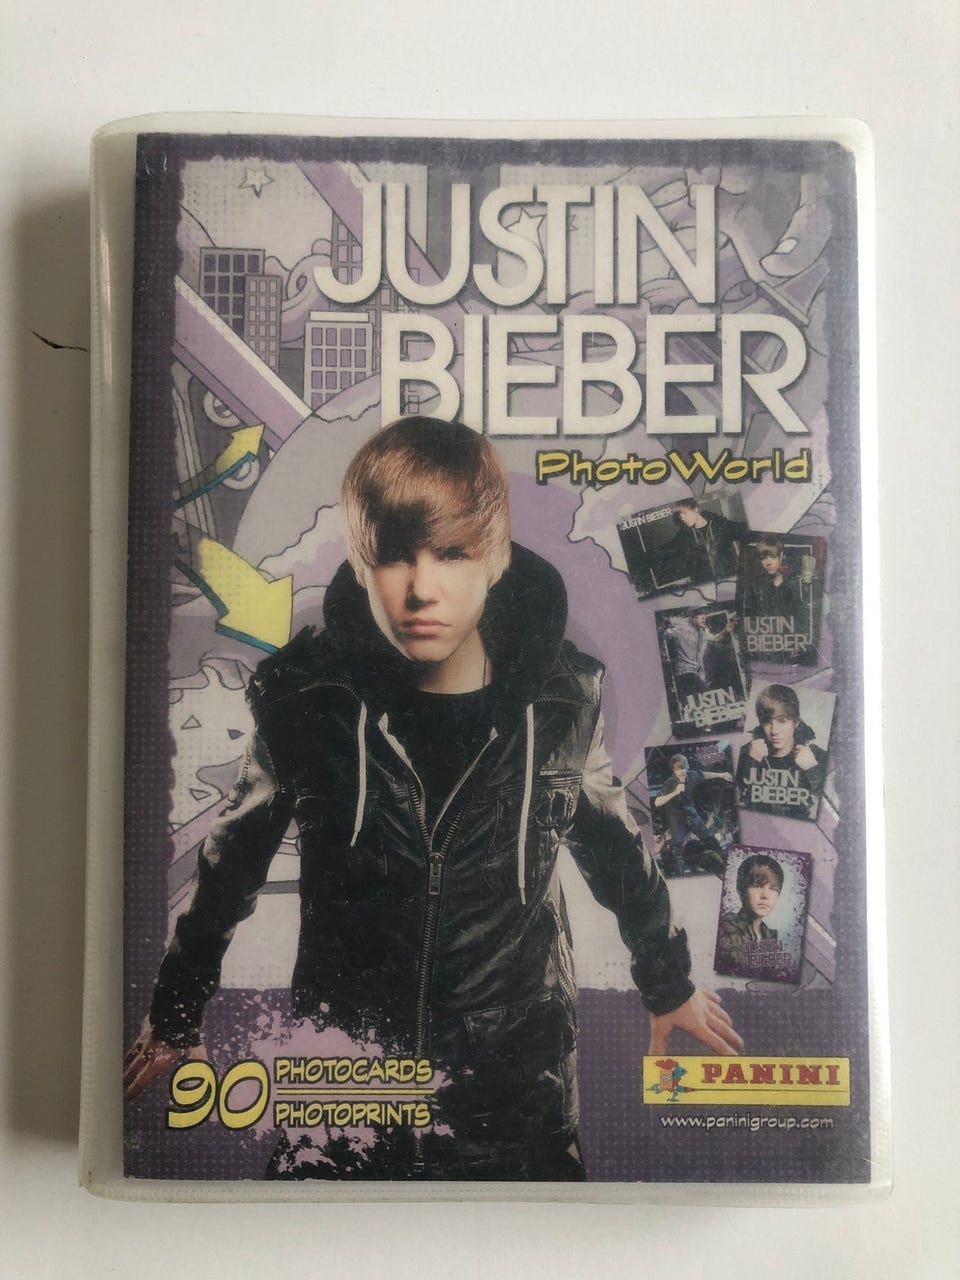 JUSTIN
BIEBER
PhotoWorld
JUSTIN BIEBER
JUSTIN
BIEBER
JUSTIN
BIEBER
JUSTIN
BIEBER
JUSTIN
BIEBER
90 PHOTOCARDS
PHOTOPRINTS
PANINI
www.paninigroup.com